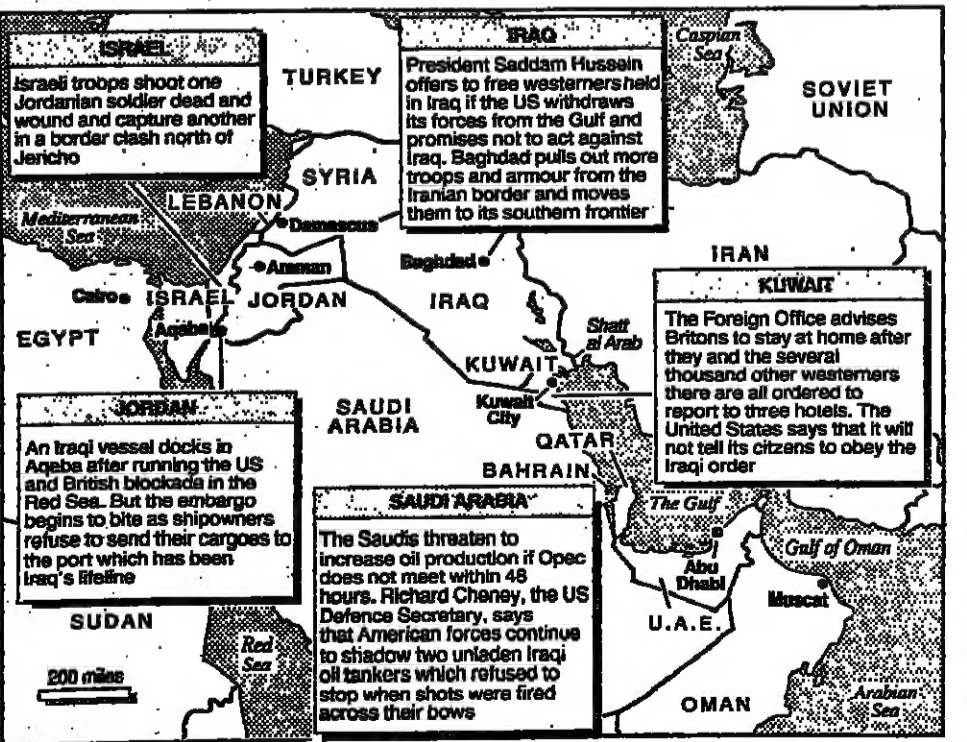 ISRAEL
Israeli troops shoot one
Jordanian soldier dead and
wound and capture another
in a border clash north of
Jericho
IRAQ
President Saddam Hussein
offers to free westerners held
in Iraq if the US withdraws
its forces from the Gulf and
promises not to act against
Iraq. Baghdad pulls out more
troops and armour from the
Iranian border and moves
them to its southern frontier
Caspian
Sea
TURKEY
SOVIET
UNION
SYRIA
LEBANON
Damascus
Mediterranean
Sea
IRAN
Amman
Baghdad
Cairo
ISRAEL
JORDAN
IRAQ
EGYPT
Aqaba
Shatt
al Arab
KUWAIT
Kuwait
City
KUWAIT
The Foreign Office advises
Britons to stay at home after
they and the several
thousand other westerners
there are all ordered to
report to three hotels. The
United States says that it will
not tell its citzens to obey the
Iraqi order
JORDAN
An Iraqi vessel docks in
Aqeba after running the US
and British blockade in the
Red Sea. But the embargo
begins to bite as shipowners
refuse to send their cargoes to
the port which has been
Iraq's lifeline
SAUDI
ARABIA
QATAR
BAHRAIN
The Gulf
SAUDI ARABIA
The Saudis threaten to
increase oil production if Opec
does not meet within 48
hours. Richard Cheney, the US
Defence Secretary, says
that American forces continue
to shadow two unladen Iraqi
oil tankers which refused to
stop when shots were fired
across their bows
Abu
Dhabi
Gulf of Oman
Muscat
U.A.E.
SUDAN
Red
Sea
200 miles
OMAN
Arabian
Sea